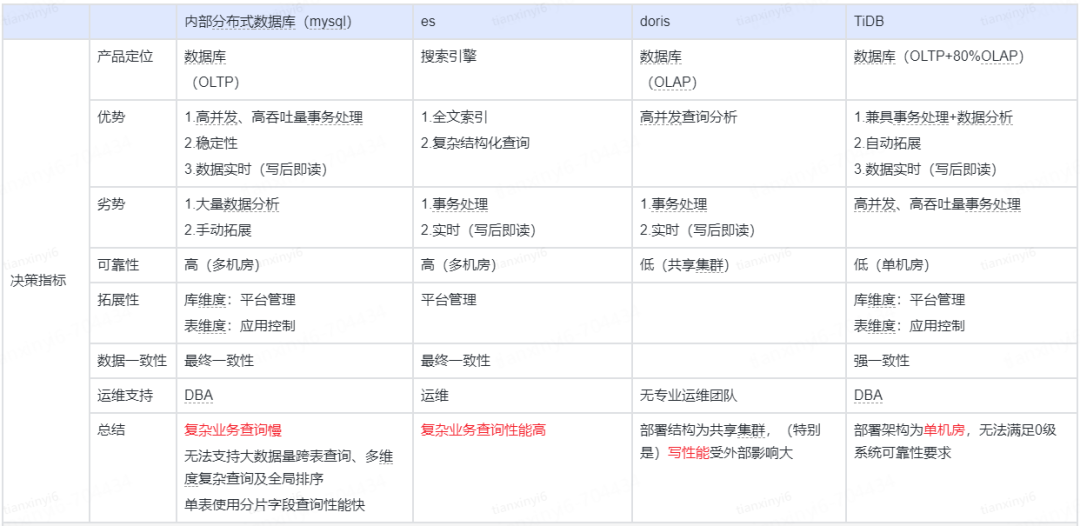 内部分布式数据库（mysql） es doris TiDB
决策指标
产品定位 数据库 搜索引擎 数据库 数据库（OLTP+80%OLAP）
（OLTP） （OLAP）
优势 1.高并发、高吞吐量事务处理 1.全文索引 高并发查询分析 1.兼具事务处理+数据分析
2.稳定性 2.复杂结构化查询 2.自动拓展
3.数据实时（写后即读） 3.数据实时（写后即读）
劣势 1.大量数据分析 1.事务处理 1.事务处理 高并发、高吞吐量事务处理
2.手动拓展 2.实时（写后即读） 2.实时（写后即读）
可靠性 高（多机房） 高（多机房） 低（共享集群） 低（单机房）
拓展性 库维度：平台管理 平台管理 库维度：平台管理
表维度：应用控制 表维度：应用控制
数据一致性 最终一致性 最终一致性 强一致性
运维支持 DBA 运维 无专业运维团队 DBA
总结 复杂业务查询慢 复杂业务查询性能高 部署结构为共享集群，（特别 部署架构为单机房，无法满足0级
无法支持大数据量跨表查询、多维 是）写性能受外部影响大 系统可靠性要求
度复杂查询及全局排序
单表使用分片字段查询性能快
tianxinyi6